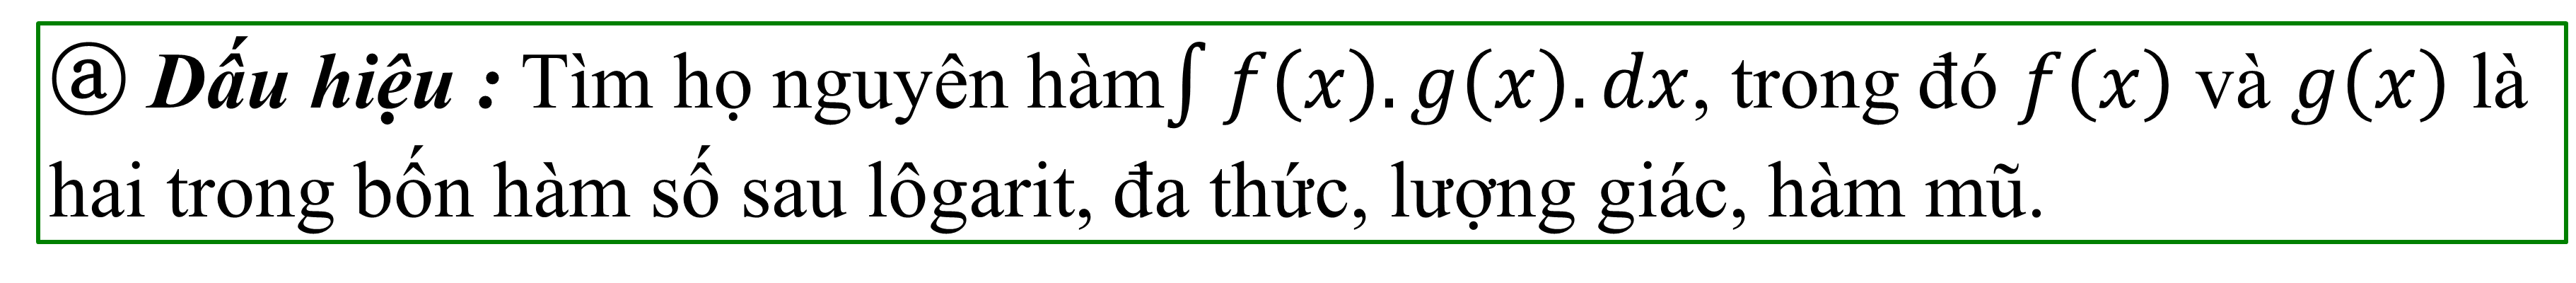 ⓐ Dấu hiệu : Tìm họ nguyên hàm∫ f(x). g(x). dx, trong đó f(x) và g(x) là
hai trong bốn hàm số sau lôgarit, đa thức, lượng giác, hàm mũ.